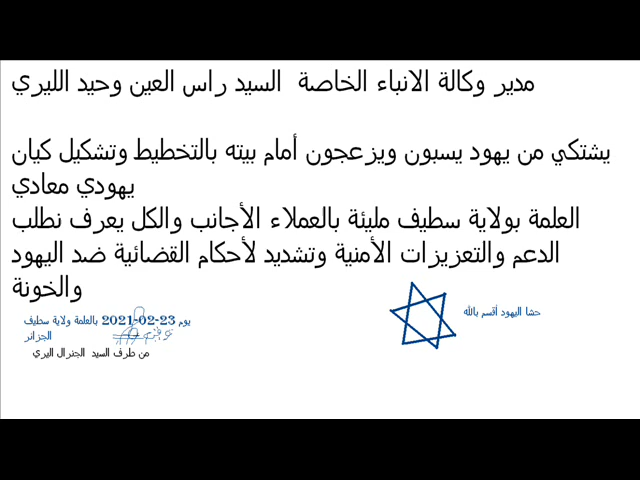 مدير وكالة الانباء الخاصة السيد راس العين وحيد الليري
يشتكي من يهود يسبون ويزعجون أمام بيته بالتخطيط وتشكيل كيان
يهودي معادي
العلمة بولاية سطيف مليئة بالعملاء الأجانب والكل يعرف نطلب
الدعم والتعزيزات الأمنية وتشديد لأحكام القضائية ضد اليهود
والخونة
حشا اليهود أقسم بالله
يوم 23-02-2021 بالعلمة ولاية سطيف
الجزائر
من طرف السيد الجنرال اليري